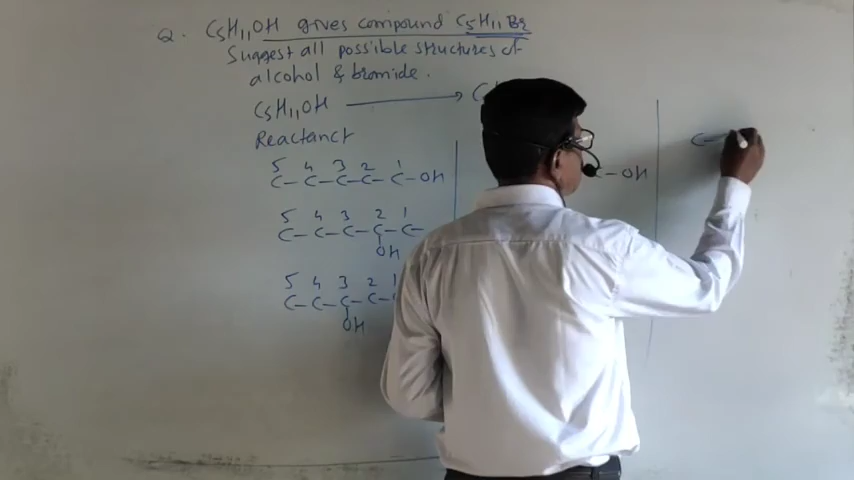 Q. C5H11OH gives compound C5H11Br
Suggest all possible structures of
alcohol & bromide.
C5H11OH → C
Reactanct
5 4 3 2 1
C-C-C-C-C-OH
5 4 3 2 1
C-C-C-C-C-
OH
5 4 3 2 1
C-C-C-C-
OH
C-OH
C-